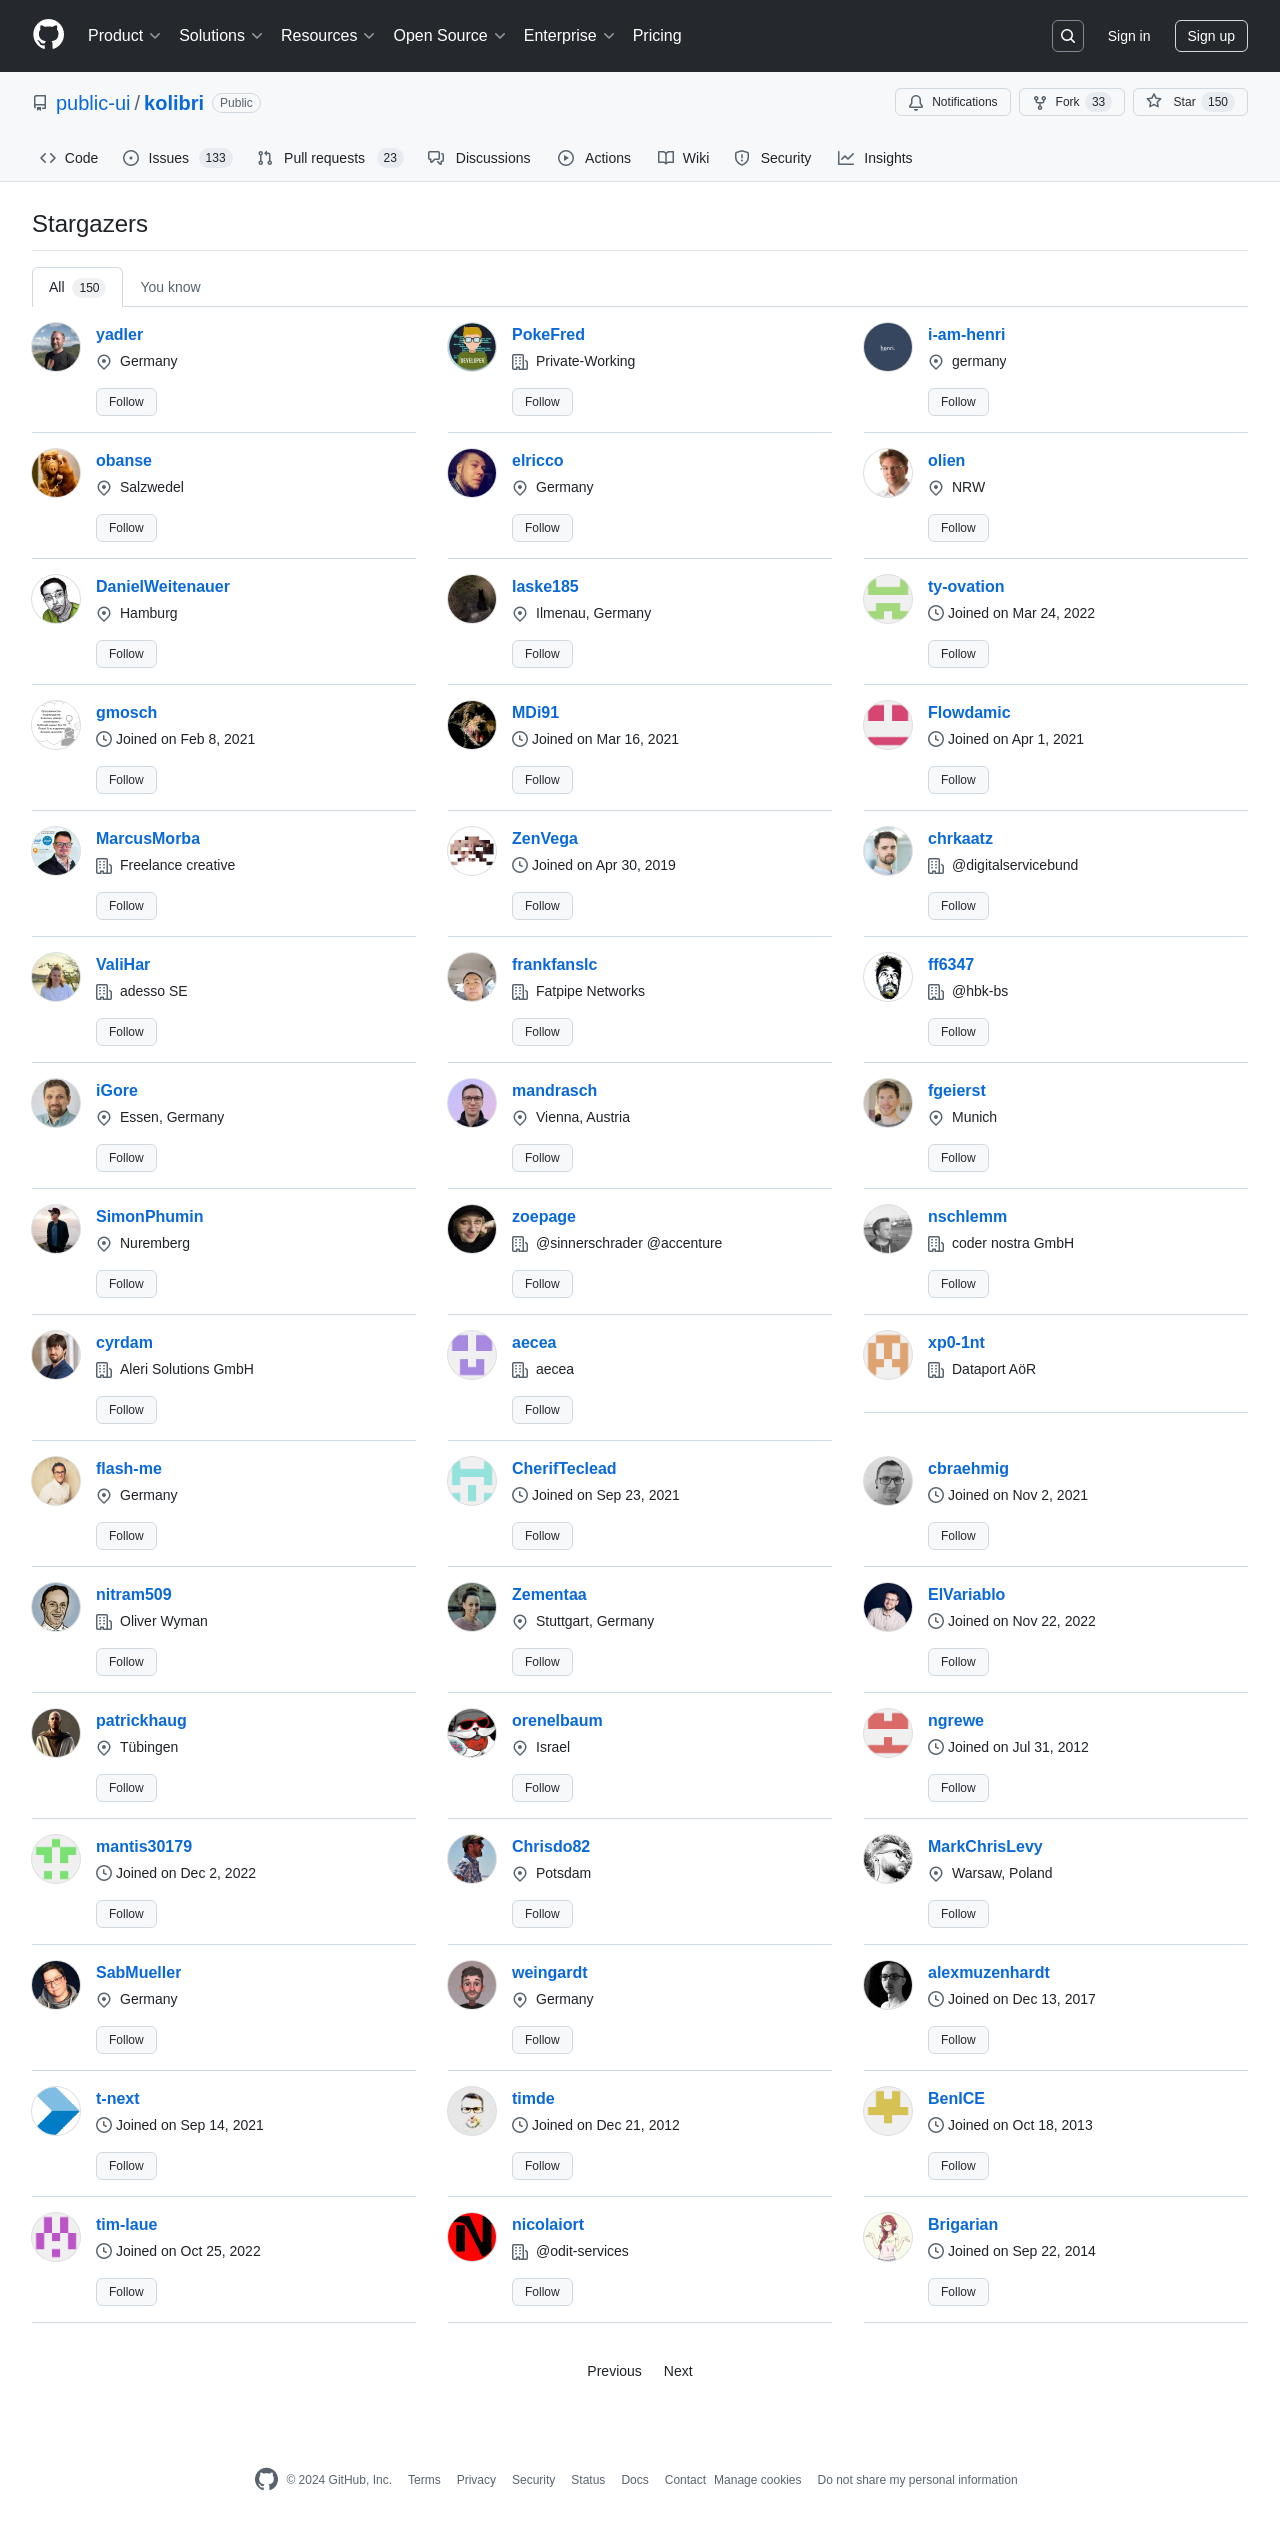 Product Solutions Resources Open Source Enterprise Pricing Sign in Sign up
public-ui / kolibri Public Notifications Fork 33 Star 150
Code Issues 133 Pull requests 23 Discussions Actions Wiki Security Insights
Stargazers
All 150 You know
yadler PokeFred i-am-henri
Germany Private-Working germany
Follow Follow Follow
obanse elricco olien
Salzwedel Germany NRW
Follow Follow Follow
DanielWeitenauer laske185 ty-ovation
Hamburg Ilmenau, Germany Joined on Mar 24, 2022
Follow Follow Follow
gmosch MDi91 Flowdamic
Joined on Feb 8, 2021 Joined on Mar 16, 2021 Joined on Apr 1, 2021
Follow Follow Follow
MarcusMorba ZenVega chrkaatz
Freelance creative Joined on Apr 30, 2019 @digitalservicebund
Follow Follow Follow
ValiHar frankfanslc ff6347
adesso SE Fatpipe Networks @hbk-bs
Follow Follow Follow
iGore mandrasch fgeierst
Essen, Germany Vienna, Austria Munich
Follow Follow Follow
SimonPhumin zoepage nschlemm
Nuremberg @sinnerschrader @accenture coder nostra GmbH
Follow Follow Follow
cyrdam aecea xp0-1nt
Aleri Solutions GmbH aecea Dataport AöR
Follow Follow
flash-me CherifTeclead cbraehmig
Germany Joined on Sep 23, 2021 Joined on Nov 2, 2021
Follow Follow Follow
nitram509 Zementaa ElVariablo
Oliver Wyman Stuttgart, Germany Joined on Nov 22, 2022
Follow Follow Follow
patrickhaug orenelbaum ngrewe
Tübingen Israel Joined on Jul 31, 2012
Follow Follow Follow
mantis30179 Chrisdo82 MarkChrisLevy
Joined on Dec 2, 2022 Potsdam Warsaw, Poland
Follow Follow Follow
SabMueller weingardt alexmuzenhardt
Germany Germany Joined on Dec 13, 2017
Follow Follow Follow
t-next timde BenICE
Joined on Sep 14, 2021 Joined on Dec 21, 2012 Joined on Oct 18, 2013
Follow Follow Follow
tim-laue nicolaiort Brigarian
Joined on Oct 25, 2022 @odit-services Joined on Sep 22, 2014
Follow Follow Follow
Previous Next
© 2024 GitHub, Inc. Terms Privacy Security Status Docs Contact Manage cookies Do not share my personal information